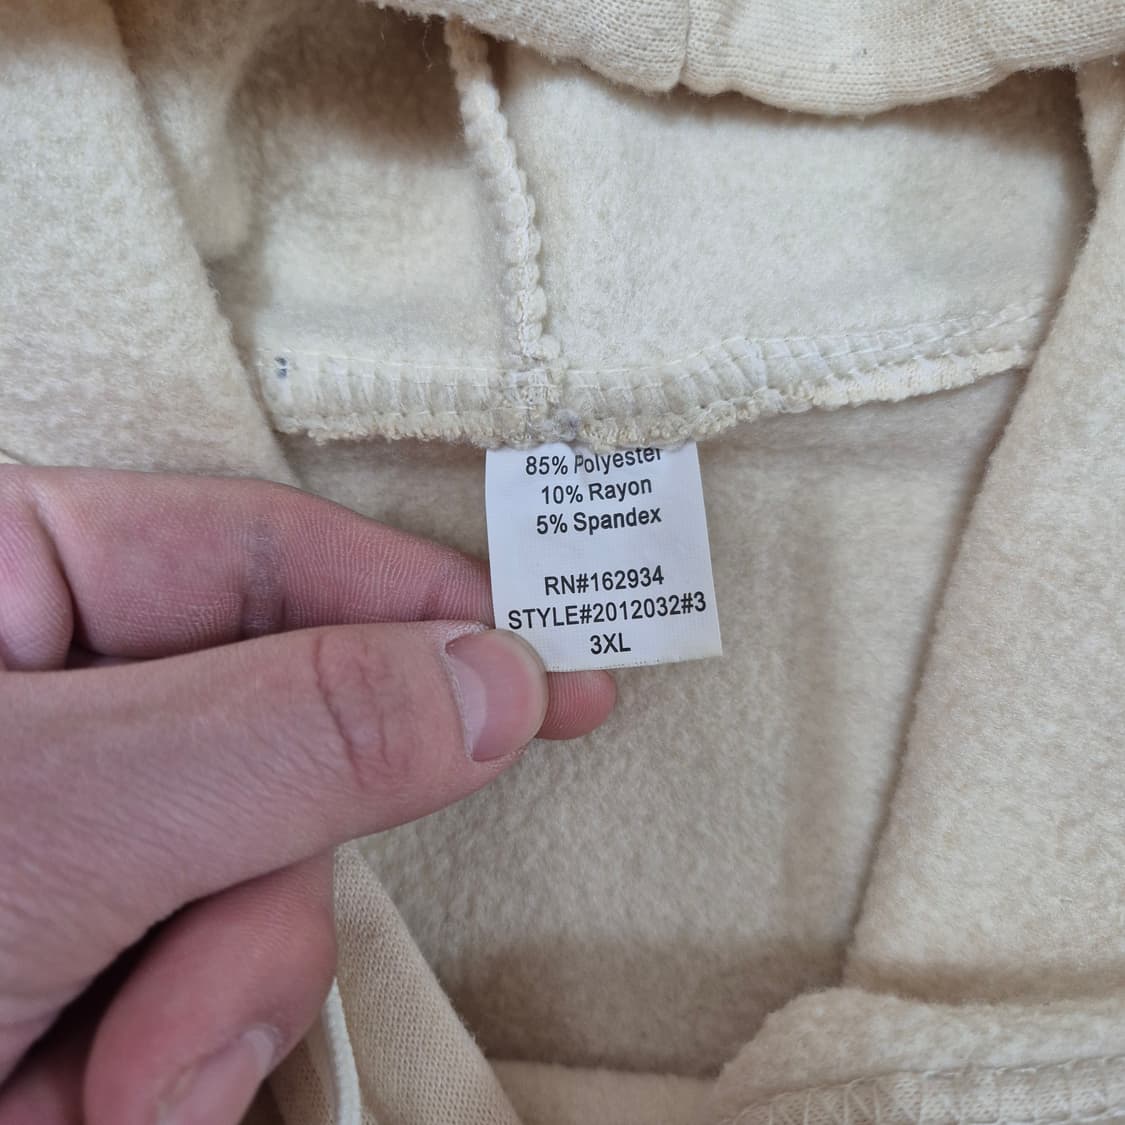 85% Polyester
10% Rayon
5% Spandex
RN#162934
STYLE#2012032#3
3XL